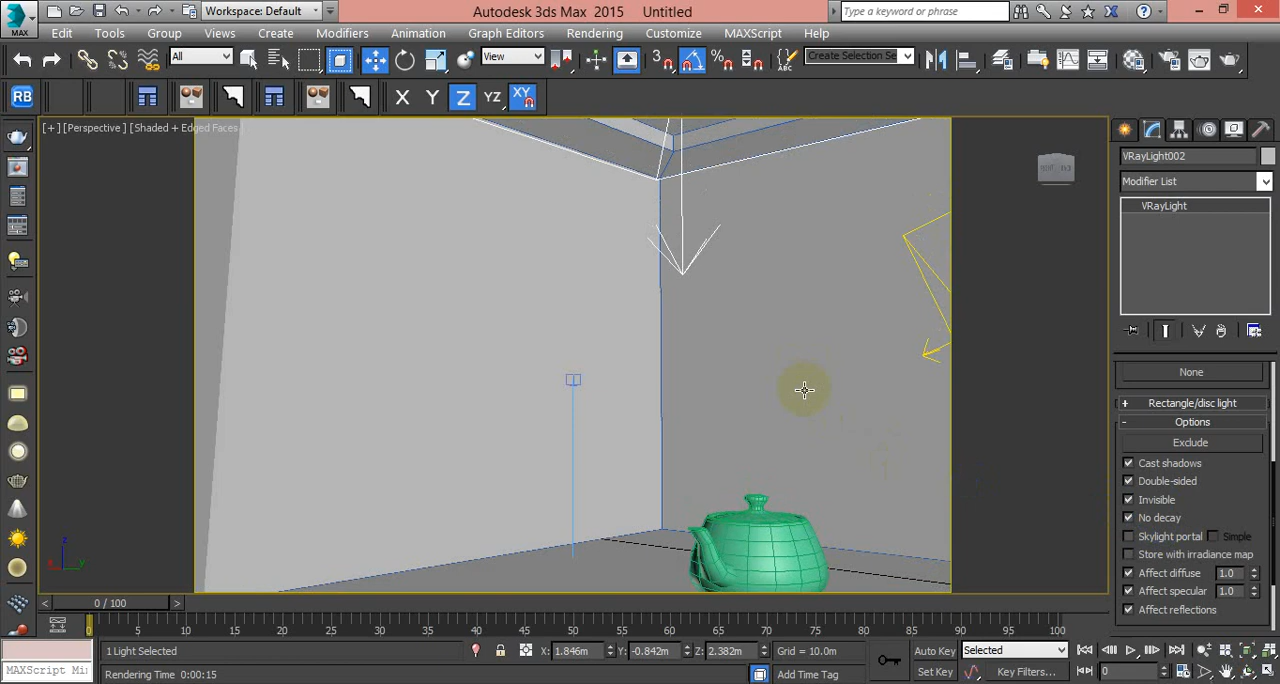 Workspace: Default
Autodesk 3ds Max 2015
Untitled
Type a keyword or phrase
MAX
Edit
Tools
Group
Views
Create
Modifiers
Animation
Graph Editors
Rendering
Customize
MAXScript
Help
All
View
3
Create Selection Se
RB
X
Y
Z
YZ
XY
[+] [Perspective ] [Shaded + Edged Faces
VRayLight002
Modifier List
VRayLight
None
+ Rectangle/disc light
- Options
Exclude
Cast shadows
Double-sided
Invisible
No decay
Skylight portal
Simple
Store with irradiance map
Affect diffuse 1.0
Affect specular 1.0
Affect reflections
z
x
y
< 0 / 100 >
0 5 10 15 20 25 30 35 40 45 50 55 60 65 70 75 80 85 90 95 100
1 Light Selected
X: 1.846m
Y: -0.842m
Z: 2.382m
Grid = 10.0m
Auto Key
Selected
MAXScript Mi
Rendering Time 0:00:15
Add Time Tag
Set Key
Key Filters...
0